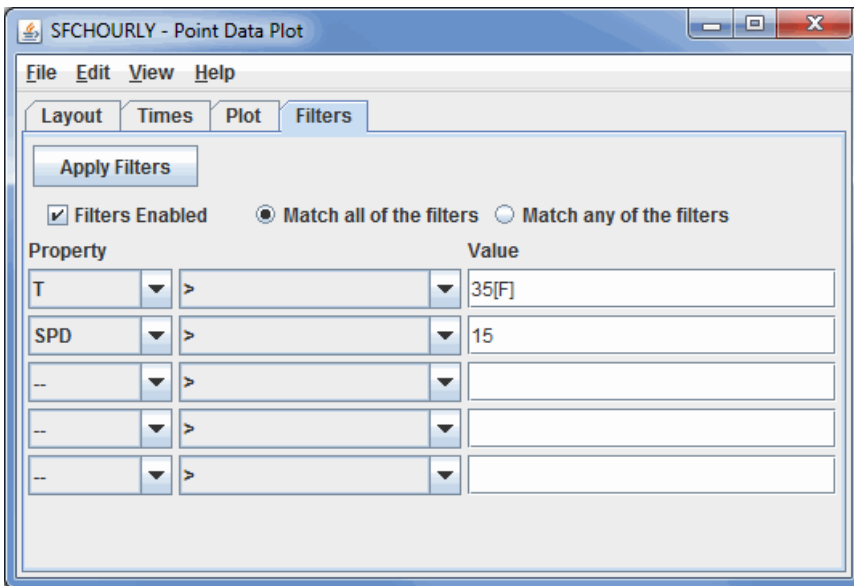 SFCHOURLY - Point Data Plot
File Edit View Help
Layout Times Plot Filters
Apply Filters
Filters Enabled Match all of the filters Match any of the filters
Property Value
T > 35[F]
SPD > 15
-- >
-- >
-- >